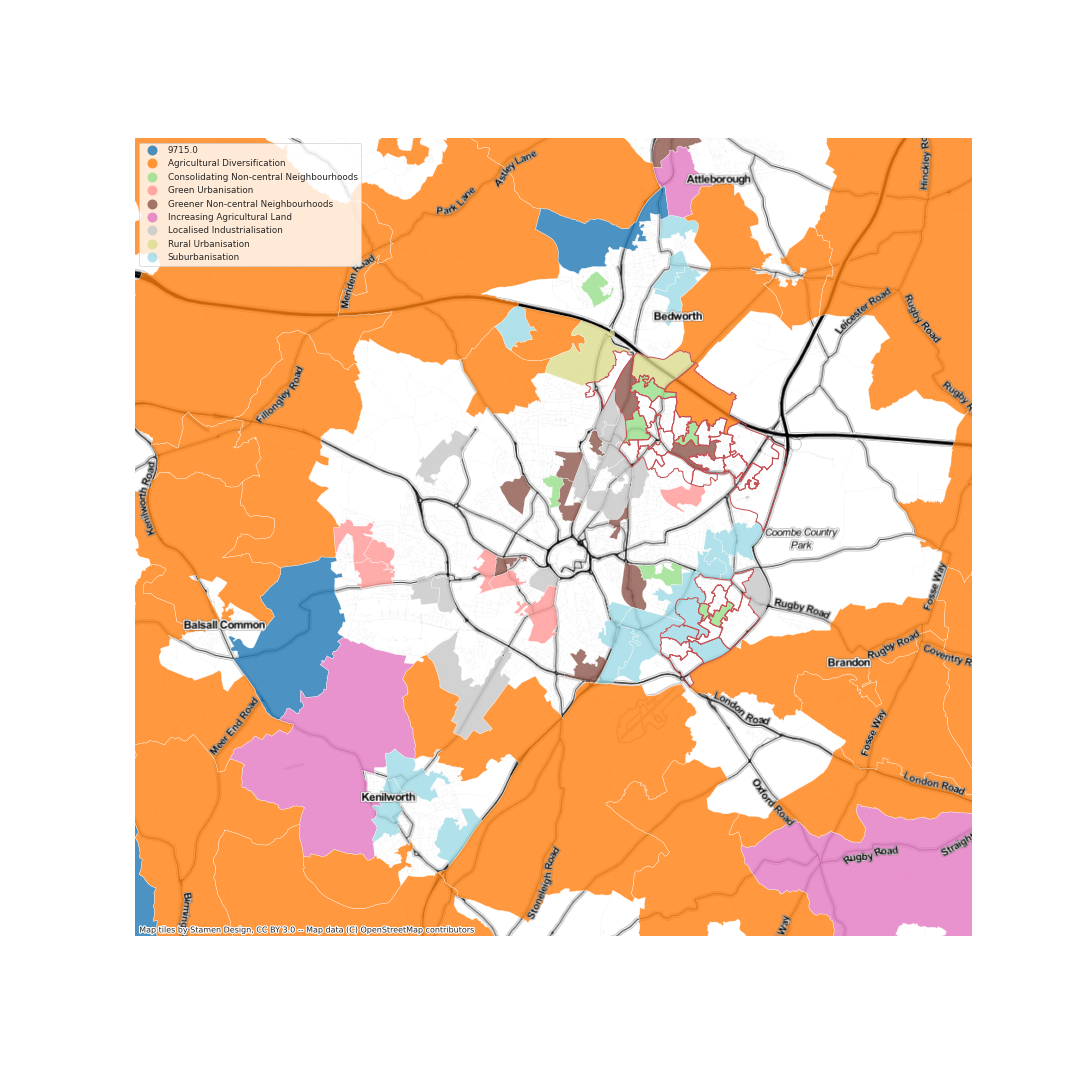 9715.0
Agricultural Diversification
Consolidating Non-central Neighbourhoods
Green Urbanisation
Greener Non-central Neighbourhoods
Increasing Agricultural Land
Localised Industrialisation
Rural Urbanisation
Suburbanisation
Astley Lane
Park Lane
Attleborough
Hinckley Ro
Meriden Road
Leicester Road
Rugby Road
Bedworth
Rugby R
Fillongley Road
Kenilworth Road
Coombe Country
Park
Fosse Way
Rugby Road
Balsall Common
Rugby Road
Brandon
Coventry R
Meer End Road
London Road
Fosse Way
London Road
Kenilworth
Oxford Road
Rugby Road
Straight
Stoneleigh Road
Birming
Way
Map tiles by Stamen Design, CC BY 3.0 -- Map data (C) OpenStreetMap contributors